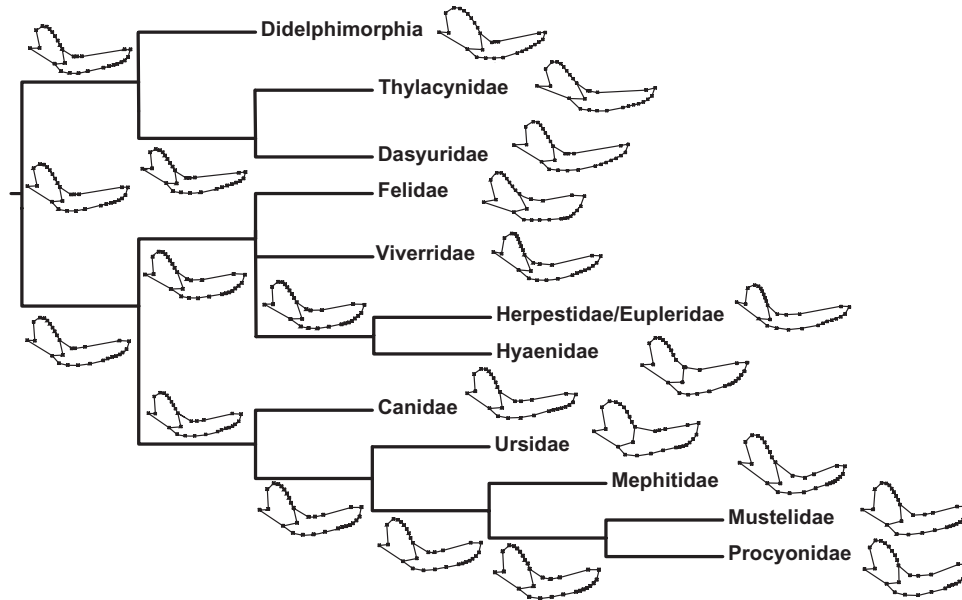 Didelphimorphia
Thylacynidae
Dasyuridae
Felidae
Viverridae
Herpestidae/Eupleridae
Hyaenidae
Canidae
Ursidae
Mephitidae
Mustelidae
Procyonidae